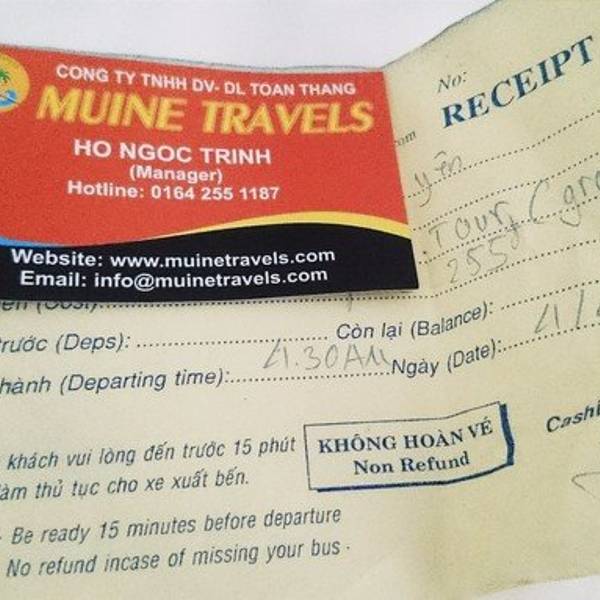 CONG TY TNHH DV- DL TOAN THANG
MUINE TRAVELS
HO NGOC TRINH
(Manager)
Hotline: 0164 255 1187
Website: www.muinetravels.com
Email: info@muinetravels.com
No:
RECEIPT
yên
Tour
255
(Cost):
trước (Deps): Còn lại (Balance):
hành (Departing time): 4.30AM Ngày (Date):
khách vui lòng đến trước 15 phút
làm thủ tục cho xe xuất bến.
KHÔNG HOÀN VÉ
Non Refund
- Be ready 15 minutes before departure
No refund incase of missing your bus.